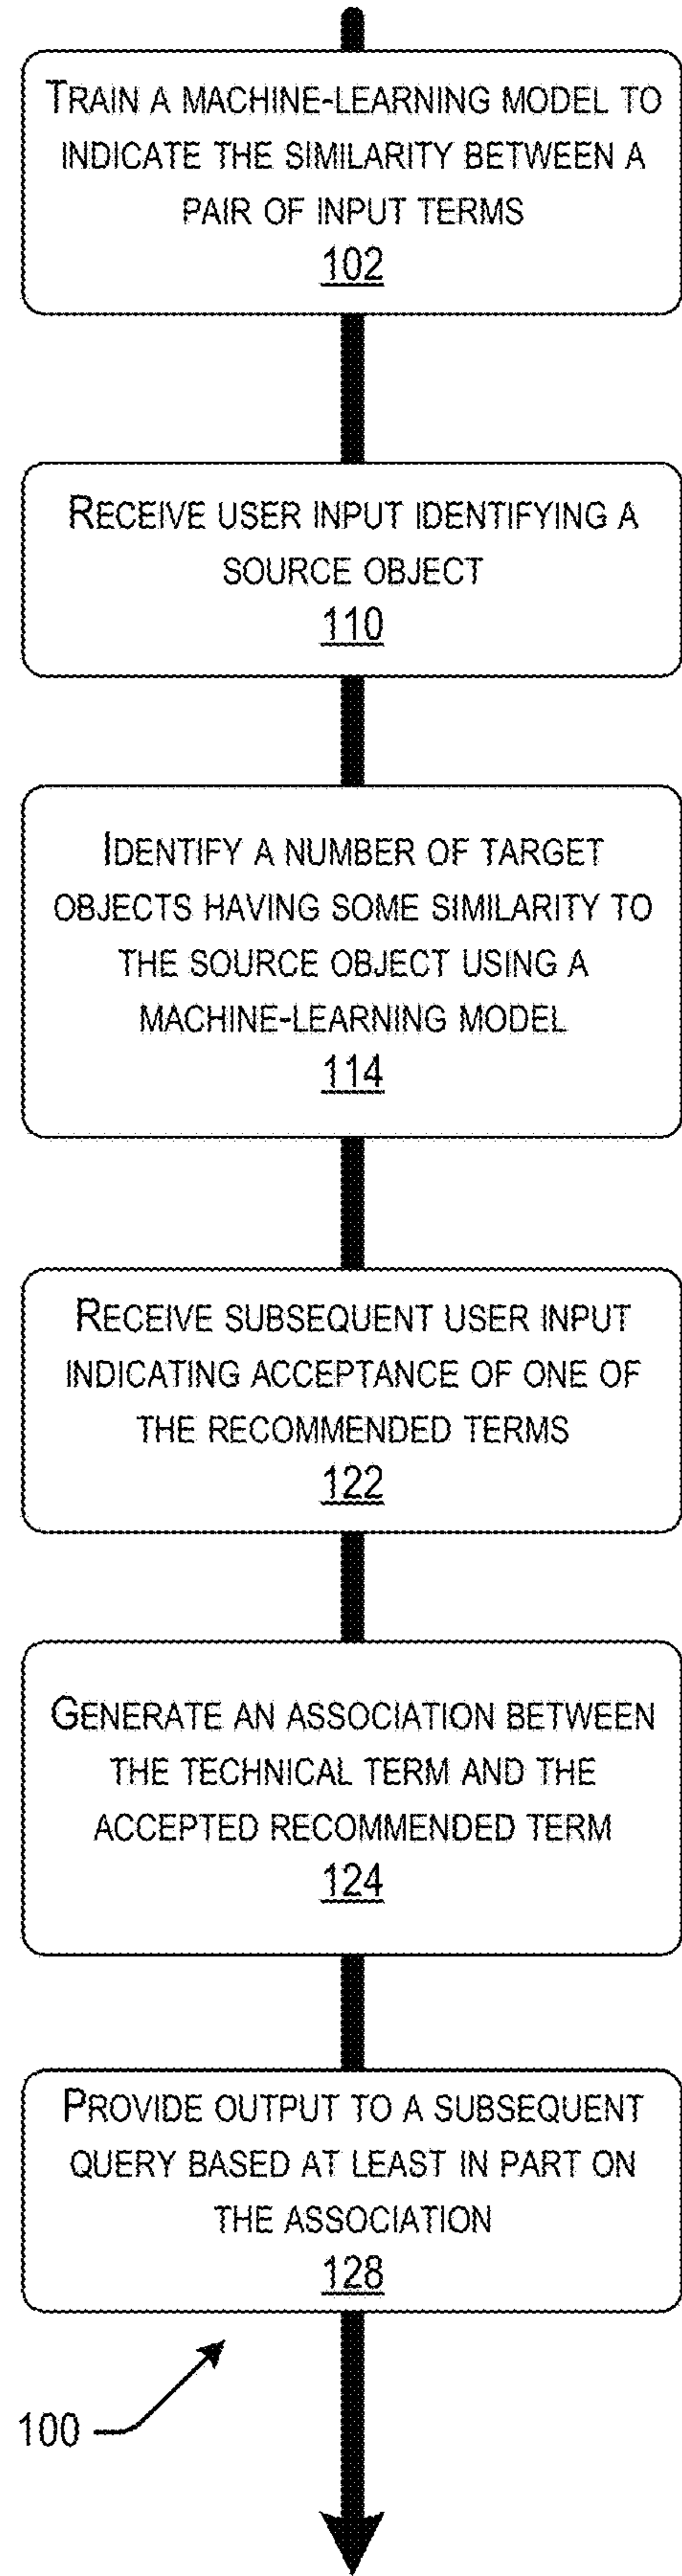 TRAIN A MACHINE-LEARNING MODEL TO
INDICATE THE SIMILARITY BETWEEN A
PAIR OF INPUT TERMS
102
RECEIVE USER INPUT IDENTIFYING A
SOURCE OBJECT
110
IDENTIFY A NUMBER OF TARGET
OBJECTS HAVING SOME SIMILARITY TO
THE SOURCE OBJECT USING A
MACHINE-LEARNING MODEL
114
RECEIVE SUBSEQUENT USER INPUT
INDICATING ACCEPTANCE OF ONE OF
THE RECOMMENDED TERMS
122
GENERATE AN ASSOCIATION BETWEEN
THE TECHNICAL TERM AND THE
ACCEPTED RECOMMENDED TERM
124
PROVIDE OUTPUT TO A SUBSEQUENT
QUERY BASED AT LEAST IN PART ON
THE ASSOCIATION
128
100